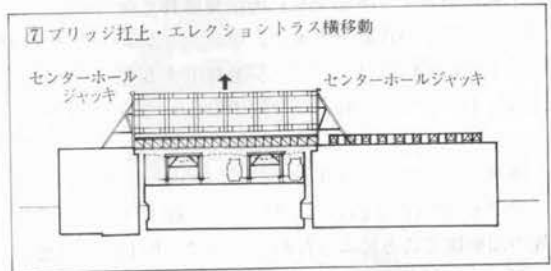 7 ブリッジ扛上・エレクショントラス横移動
センターホール
ジャッキ
センターホールジャッキ